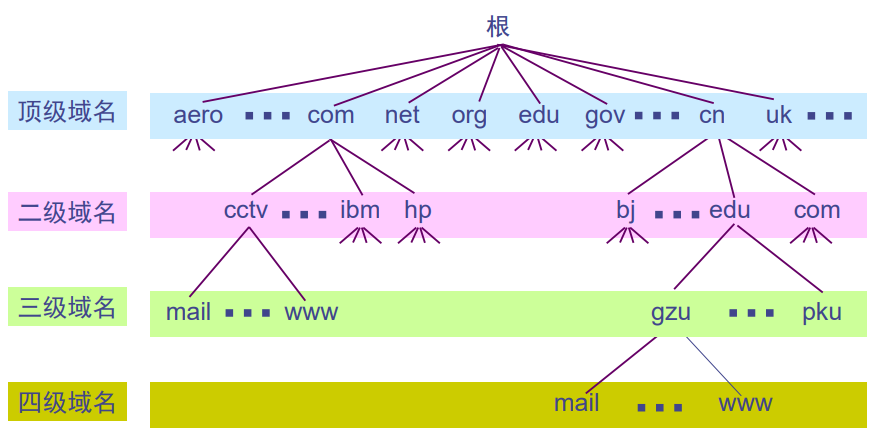 根
顶级域名 aero ▪▪▪ com net org edu gov ▪▪▪ cn uk ▪▪▪
二级域名 cctv ▪▪▪ ibm hp bj ▪▪▪ edu com
三级域名 mail ▪▪▪ www gzu ▪▪▪ pku
四级域名 mail ▪▪▪ www